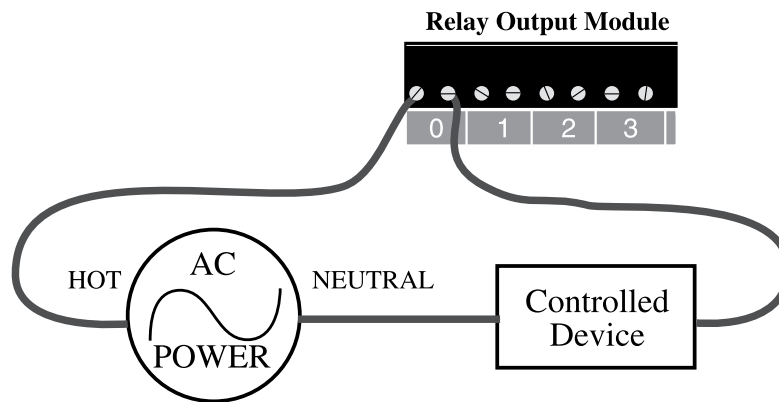 Relay Output Module
0 1 2 3
AC
HOT
NEUTRAL
POWER
Controlled
Device